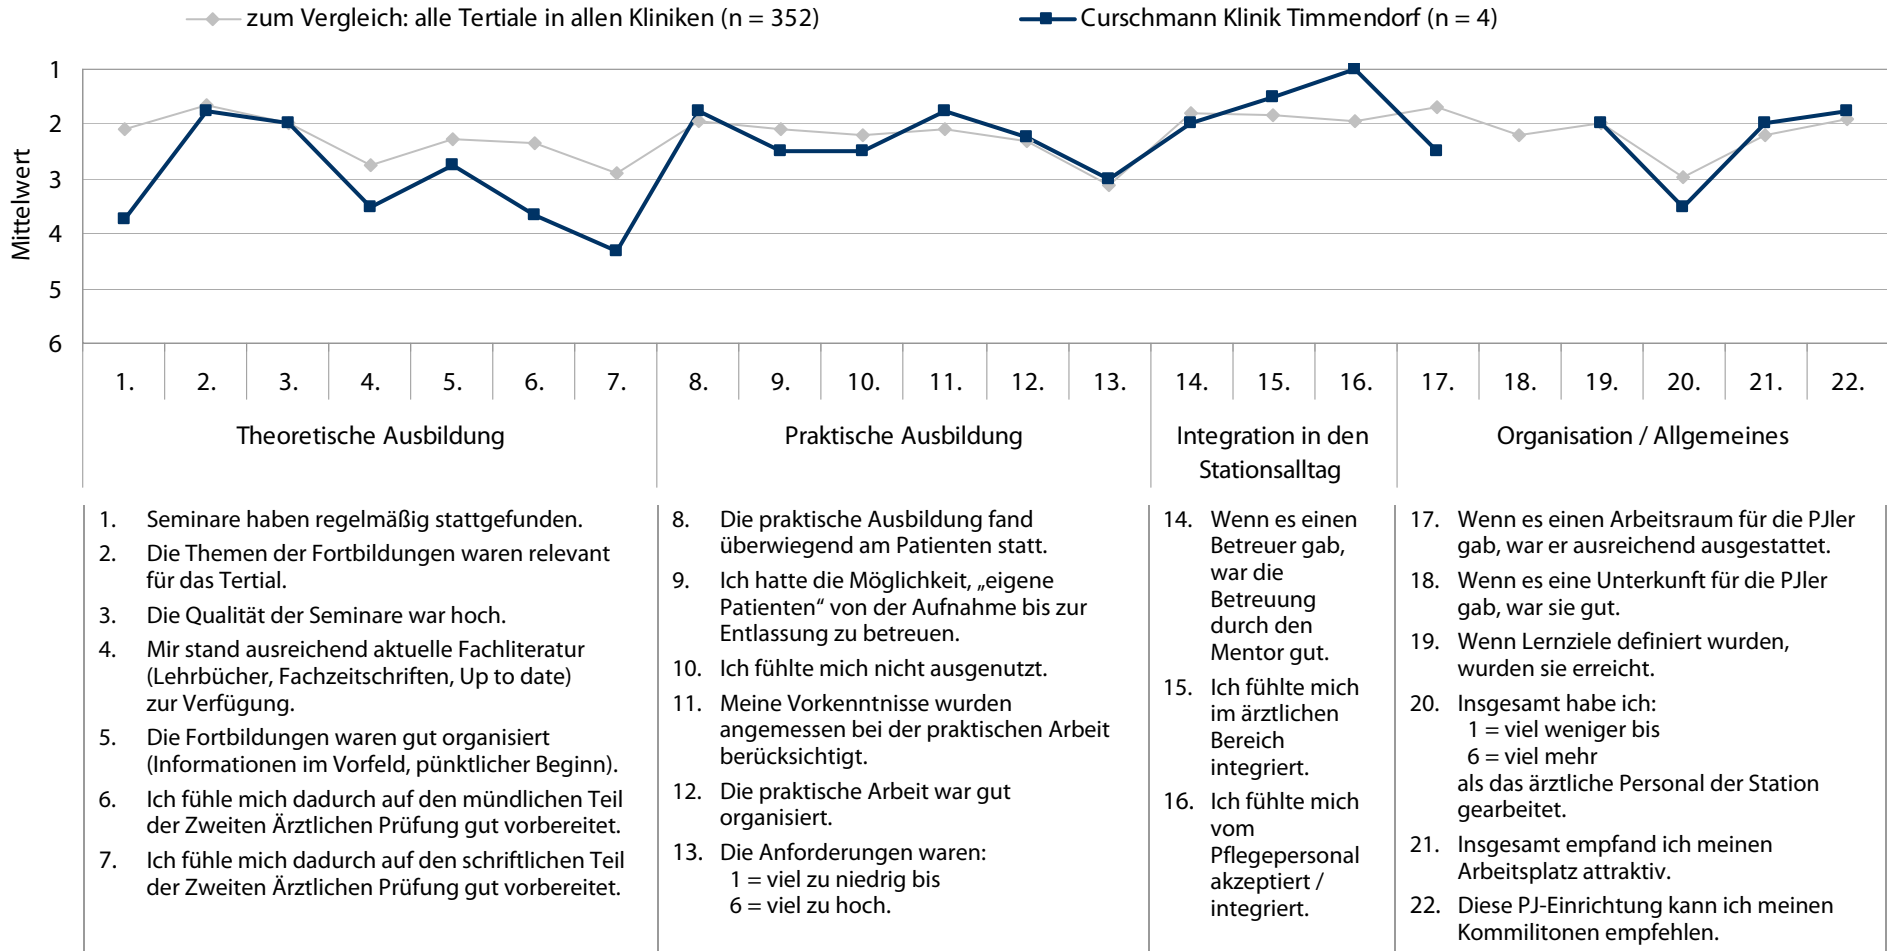 zum Vergleich: alle Tertiale in allen Kliniken (n = 352)
Curschmann Klinik Timmendorf (n = 4)
Mittelwert
1
2
3
4
5
6
1. 2. 3. 4. 5. 6. 7. 8. 9. 10. 11. 12. 13. 14. 15. 16. 17. 18. 19. 20. 21. 22.
Theoretische Ausbildung
Praktische Ausbildung
Integration in den
Stationsalltag
Organisation / Allgemeines
1. Seminare haben regelmäßig stattgefunden.
2. Die Themen der Fortbildungen waren relevant
für das Tertial.
3. Die Qualität der Seminare war hoch.
4. Mir stand ausreichend aktuelle Fachliteratur
(Lehrbücher, Fachzeitschriften, Up to date)
zur Verfügung.
5. Die Fortbildungen waren gut organisiert
(Informationen im Vorfeld, pünktlicher Beginn).
6. Ich fühle mich dadurch auf den mündlichen Teil
der Zweiten Ärztlichen Prüfung gut vorbereitet.
7. Ich fühle mich dadurch auf den schriftlichen Teil
der Zweiten Ärztlichen Prüfung gut vorbereitet.
8. Die praktische Ausbildung fand
überwiegend am Patienten statt.
9. Ich hatte die Möglichkeit, „eigene
Patienten“ von der Aufnahme bis zur
Entlassung zu betreuen.
10. Ich fühlte mich nicht ausgenutzt.
11. Meine Vorkenntnisse wurden
angemessen bei der praktischen Arbeit
berücksichtigt.
12. Die praktische Arbeit war gut
organisiert.
13. Die Anforderungen waren:
1 = viel zu niedrig bis
6 = viel zu hoch.
14. Wenn es einen
Betreuer gab,
war die
Betreuung
durch den
Mentor gut.
15. Ich fühlte mich
im ärztlichen
Bereich
integriert.
16. Ich fühlte mich
vom
Pflegepersonal
akzeptiert /
integriert.
17. Wenn es einen Arbeitsraum für die PJler
gab, war er ausreichend ausgestattet.
18. Wenn es eine Unterkunft für die PJler
gab, war sie gut.
19. Wenn Lernziele definiert wurden,
wurden sie erreicht.
20. Insgesamt habe ich:
1 = viel weniger bis
6 = viel mehr
als das ärztliche Personal der Station
gearbeitet.
21. Insgesamt empfand ich meinen
Arbeitsplatz attraktiv.
22. Diese PJ-Einrichtung kann ich meinen
Kommilitonen empfehlen.